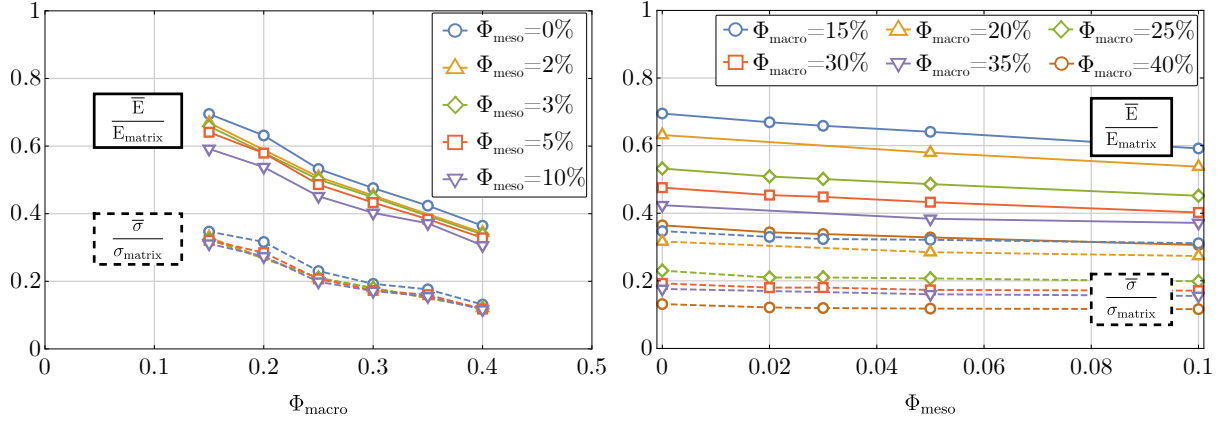 1
0.8
0.6
0.4
0.2
0
0
0.1
0.2
0.3
0.4
0.5
Φmacro
E̅
Ematrix
σ̅
σmatrix
Φmeso=0%
Φmeso=2%
Φmeso=3%
Φmeso=5%
Φmeso=10%
1
0.8
0.6
0.4
0.2
0
0
0.02
0.04
0.06
0.08
0.1
Φmeso
Φmacro=15% Φmacro=20% Φmacro=25%
Φmacro=30% Φmacro=35% Φmacro=40%
E̅
Ematrix
σ̅
σmatrix